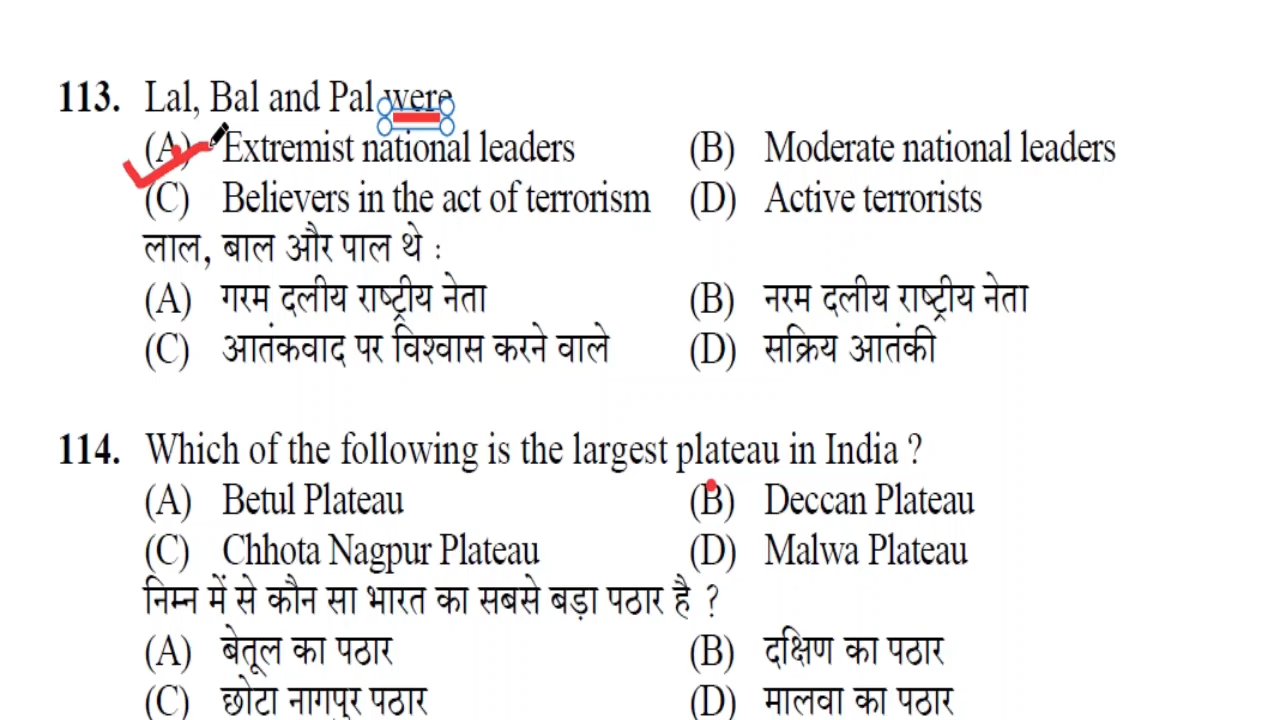 113. Lal, Bal and Pal were
(A) Extremist national leaders (B) Moderate national leaders
(C) Believers in the act of terrorism (D) Active terrorists
लाल, बाल और पाल थे :
(A) गरम दलीय राष्ट्रीय नेता (B) नरम दलीय राष्ट्रीय नेता
(C) आतंकवाद पर विश्वास करने वाले (D) सक्रिय आतंकी
114. Which of the following is the largest plateau in India ?
(A) Betul Plateau (B) Deccan Plateau
(C) Chhota Nagpur Plateau (D) Malwa Plateau
निम्न में से कौन सा भारत का सबसे बड़ा पठार है ?
(A) बेतूल का पठार (B) दक्षिण का पठार
(C) छोटा नागपुर पठार (D) मालवा का पठार